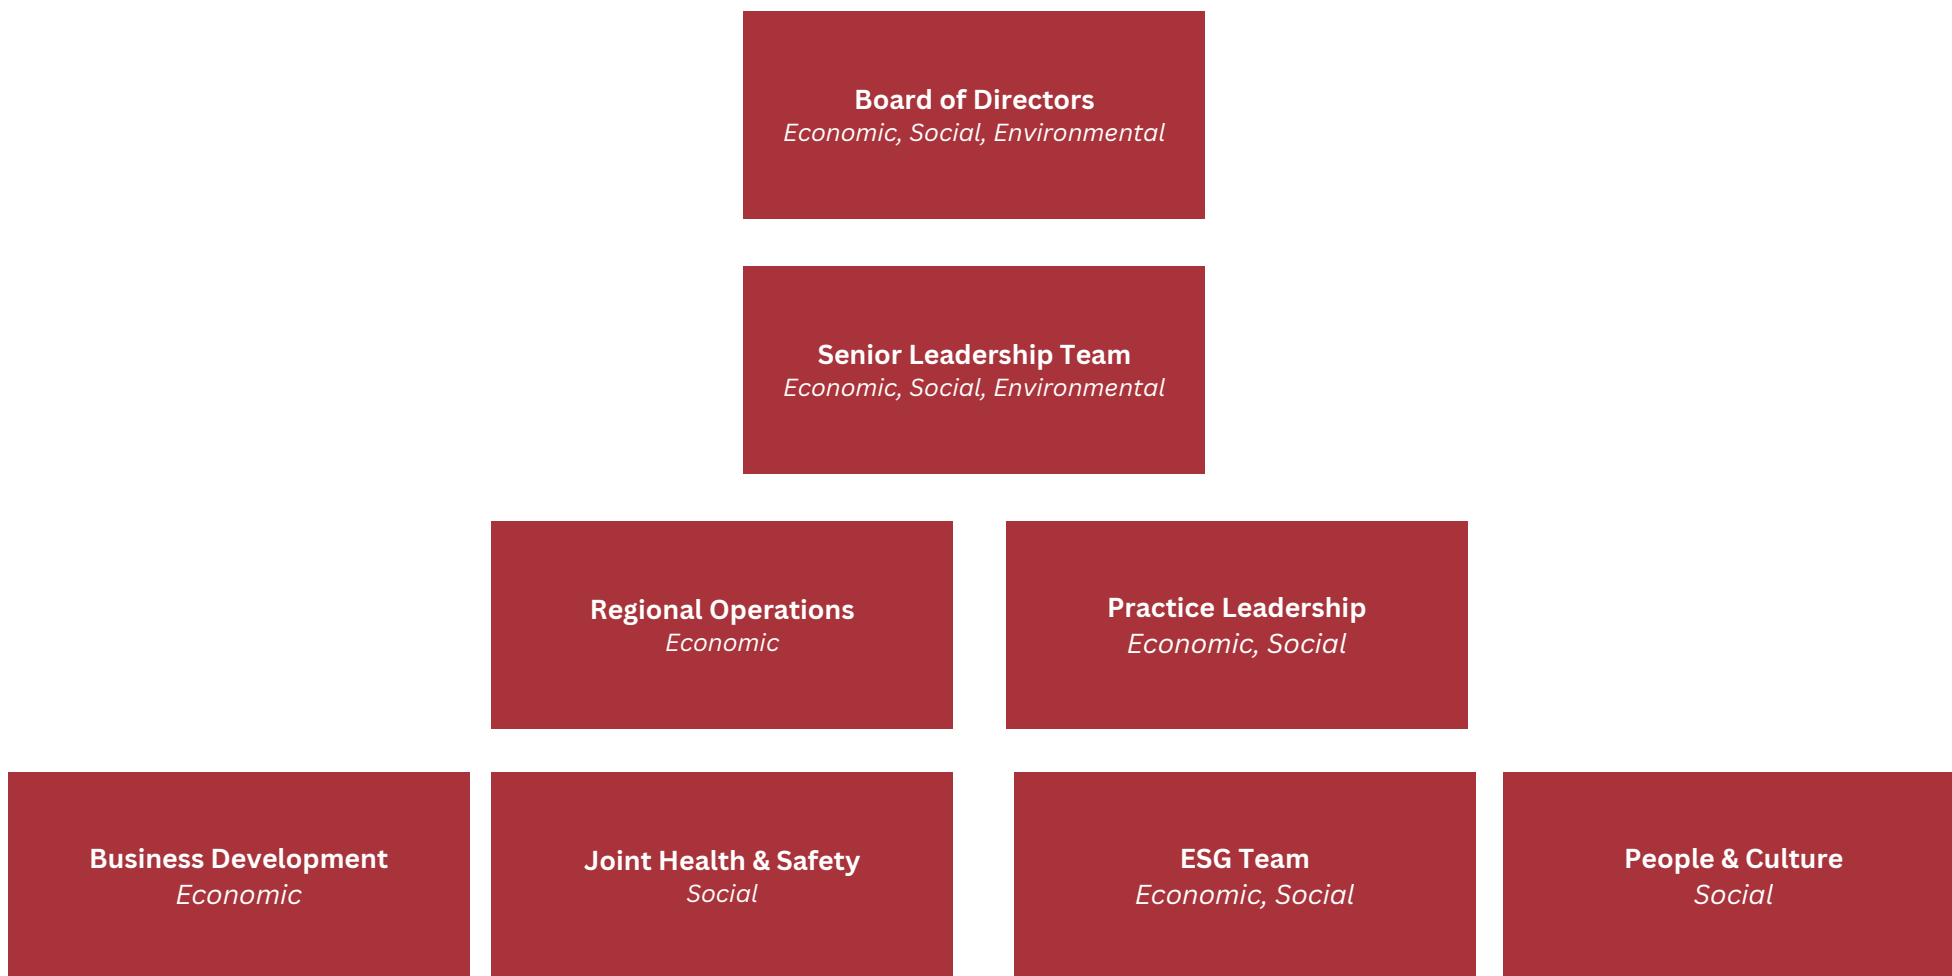 Board of Directors
Economic, Social, Environmental
Senior Leadership Team
Economic, Social, Environmental
Regional Operations
Economic
Practice Leadership
Economic, Social
Business Development
Economic
Joint Health & Safety
Social
ESG Team
Economic, Social
People & Culture
Social